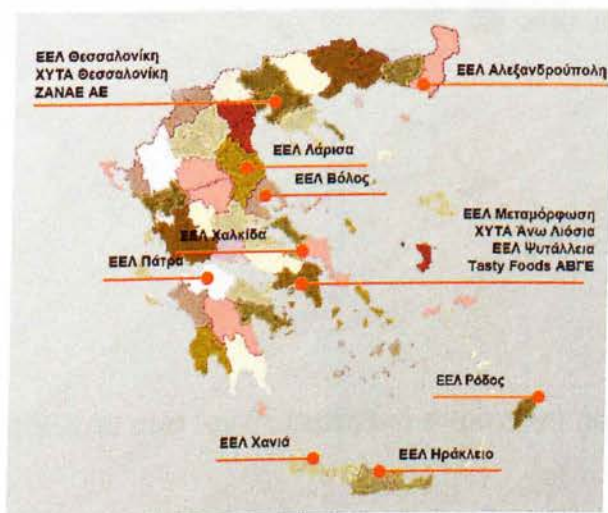 ΕΕΛ Θεσσαλονίκη
ΧΥΤΑ Θεσσαλονίκη
ΖΑΝΑΕ ΑΕ
ΕΕΛ Αλεξανδρούπολη
ΕΕΛ Λάρισα
ΕΕΛ Βόλος
ΕΕΛ Μεταμόρφωση
ΧΥΤΑ Άνω Λιόσια
ΕΕΛ Ψυτάλλεια
Tasty Foods ΑΒΓΕ
ΕΕΛ Χαλκίδα
ΕΕΛ Πάτρα
ΕΕΛ Ρόδος
ΕΕΛ Χανιά
ΕΕΛ Ηράκλειο